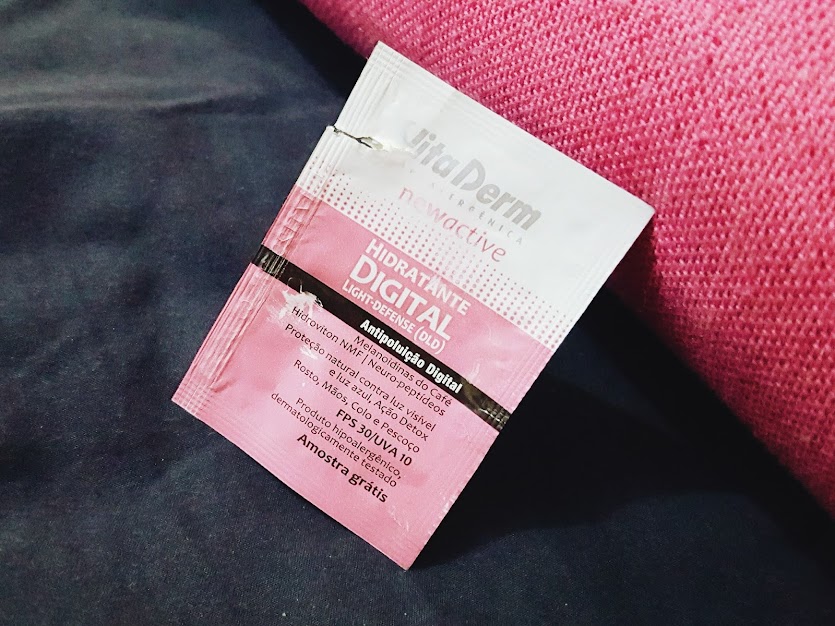 VitaDerm
newactive
HIDRATANTE
DIGITAL
LIGHT-DEFENSE (DLD)
Antipoluição Digital
Melanoidinas do Café
Hidroviton NMF | Neuro-peptídeos
Proteção natural contra luz visível
e luz azul, Ação Detox
Rosto, Mãos, Colo e Pescoço
FPS 30/UVA 10
Produto hipoalergênico,
dermatologicamente testado
Amostra grátis